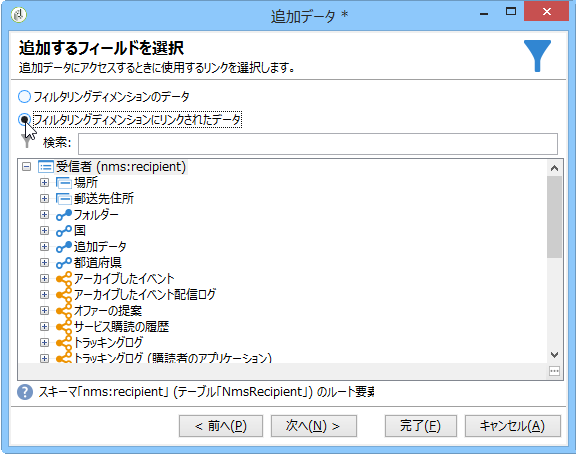 追加データ *
追加するフィールドを選択
追加データにアクセスするときに使用するリンクを選択します。
フィルタリングディメンションのデータ
フィルタリングディメンションにリンクされたデータ
検索:
受信者 (nms:recipient)
場所
郵送先住所
フォルダー
国
追加データ
都道府県
アーカイブしたイベント
アーカイブしたイベント配信ログ
オファーの提案
サービス購読の履歴
トラッキングログ
トラッキングログ (購読者のアプリケーション)
スキーマ「nms:recipient」 (テーブル「NmsRecipient」) のルート要素
< 前へ(P)
次へ(N) >
完了(F)
キャンセル(A)